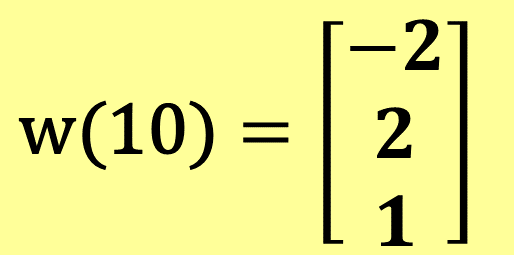 w(10) = [−2
2
1]